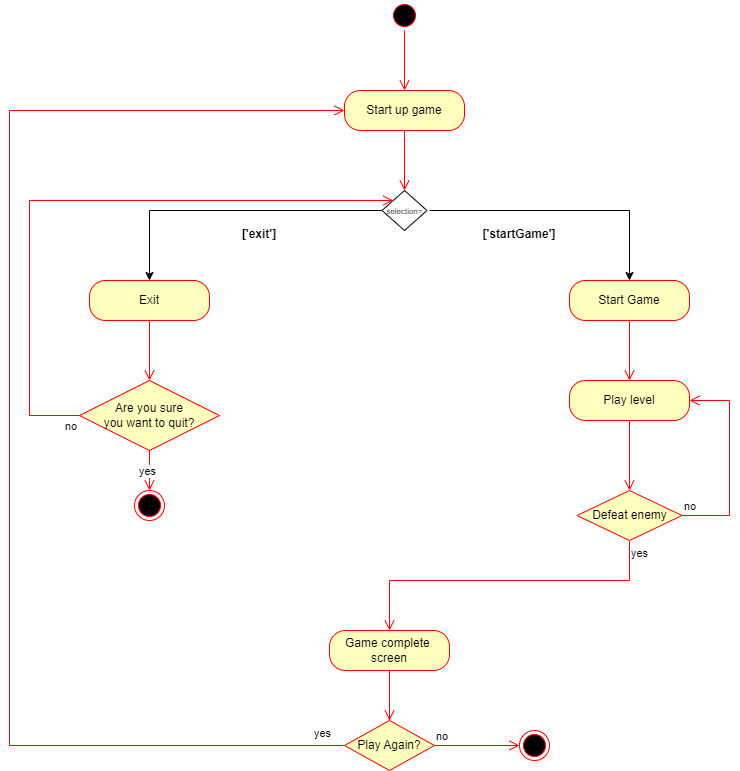 Start up game
selection=
['exit']
['startGame']
Exit
Start Game
Are you sure
you want to quit?
no
yes
Play level
Defeat enemy
no
yes
Game complete
screen
yes
Play Again?
no